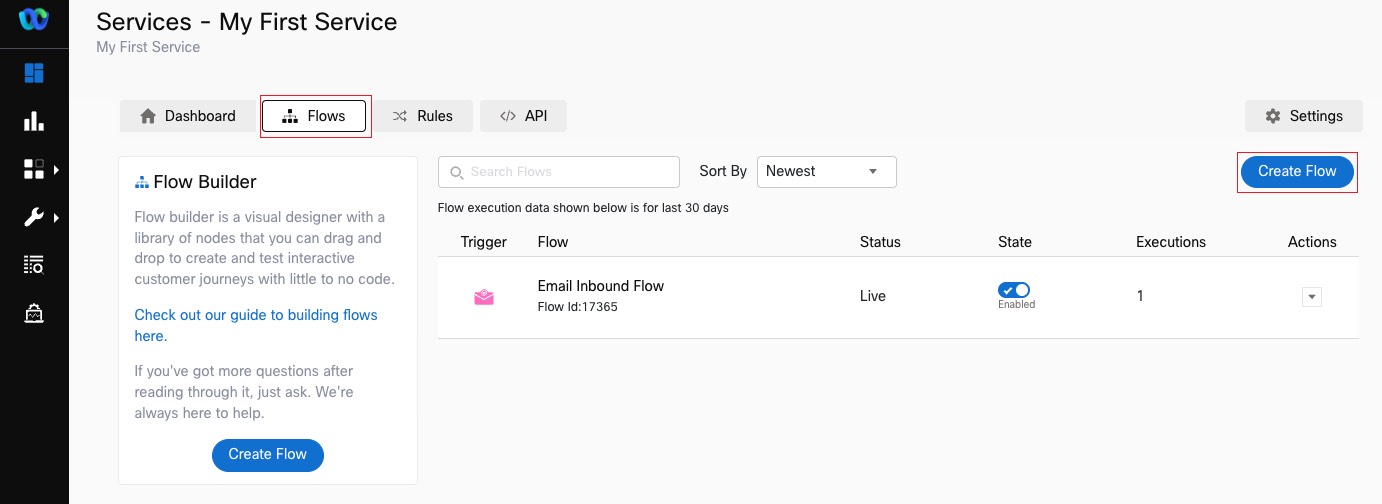 Services - My First Service
My First Service
Dashboard
Flows
Rules
API
Settings
Flow Builder
Flow builder is a visual designer with a
library of nodes that you can drag and
drop to create and test interactive
customer journeys with little to no code.
Check out our guide to building flows
here.
If you've got more questions after
reading through it, just ask. We're
always here to help.
Create Flow
Search Flows
Sort By
Newest
Create Flow
Flow execution data shown below is for last 30 days
Trigger Flow Status State Executions Actions
Email Inbound Flow
Flow Id:17365
Live
Enabled
1